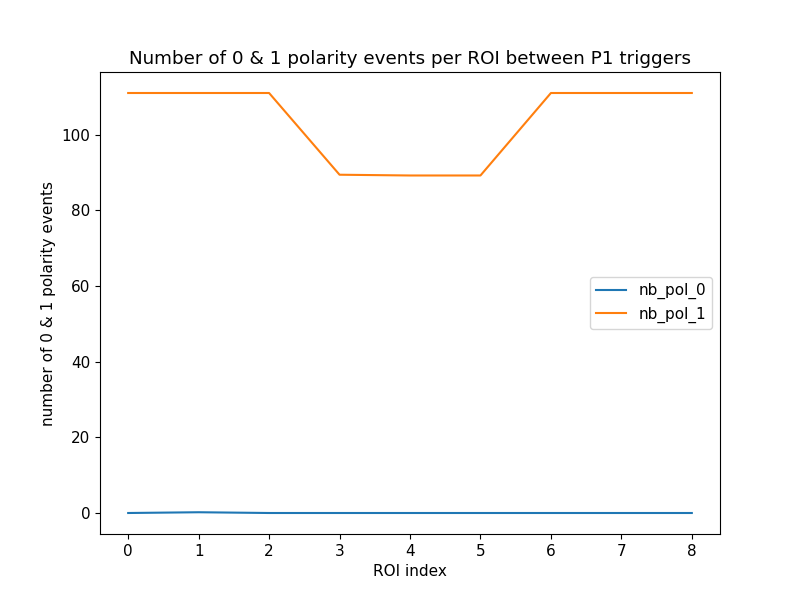 Number of 0 & 1 polarity events per ROI between P1 triggers
number of 0 & 1 polarity events
100
80
60
40
20
0
nb_pol_0
nb_pol_1
0 1 2 3 4 5 6 7 8
ROI index